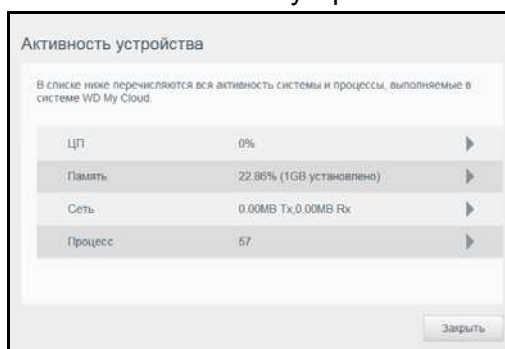 Активность устройства
В списке ниже перечисляются вся активность системы и процессы, выполняемые в
системе WD My Cloud.
ЦП 0%
Память 22.86% (1GB установлено)
Сеть 0.00MB Tx,0.00MB Rx
Процесс 57
Закрыть